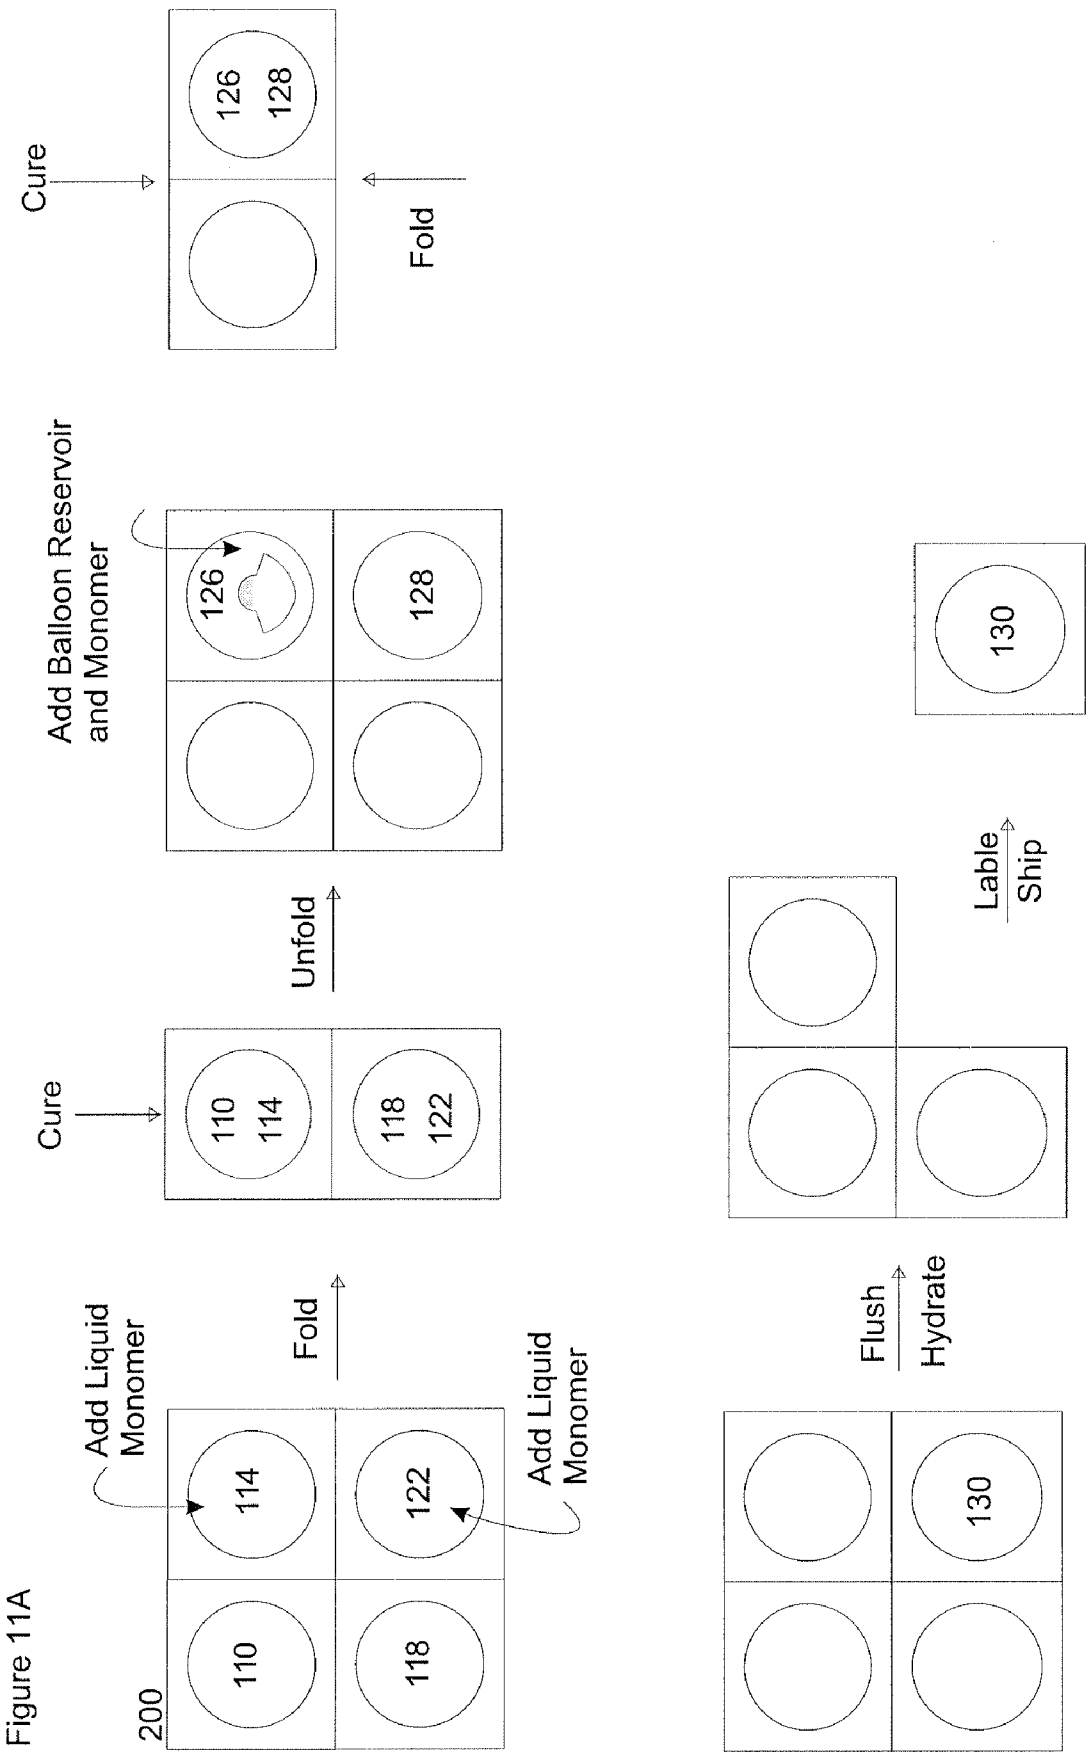 Figure 11A
200
110
114
118
122
Add Liquid
Monomer
Add Liquid
Monomer
Fold
Cure
110
114
118
122
Unfold
Add Balloon Reservoir
and Monomer
126
128
Cure
126
128
Fold
130
Flush
Hydrate
Lable
Ship
130